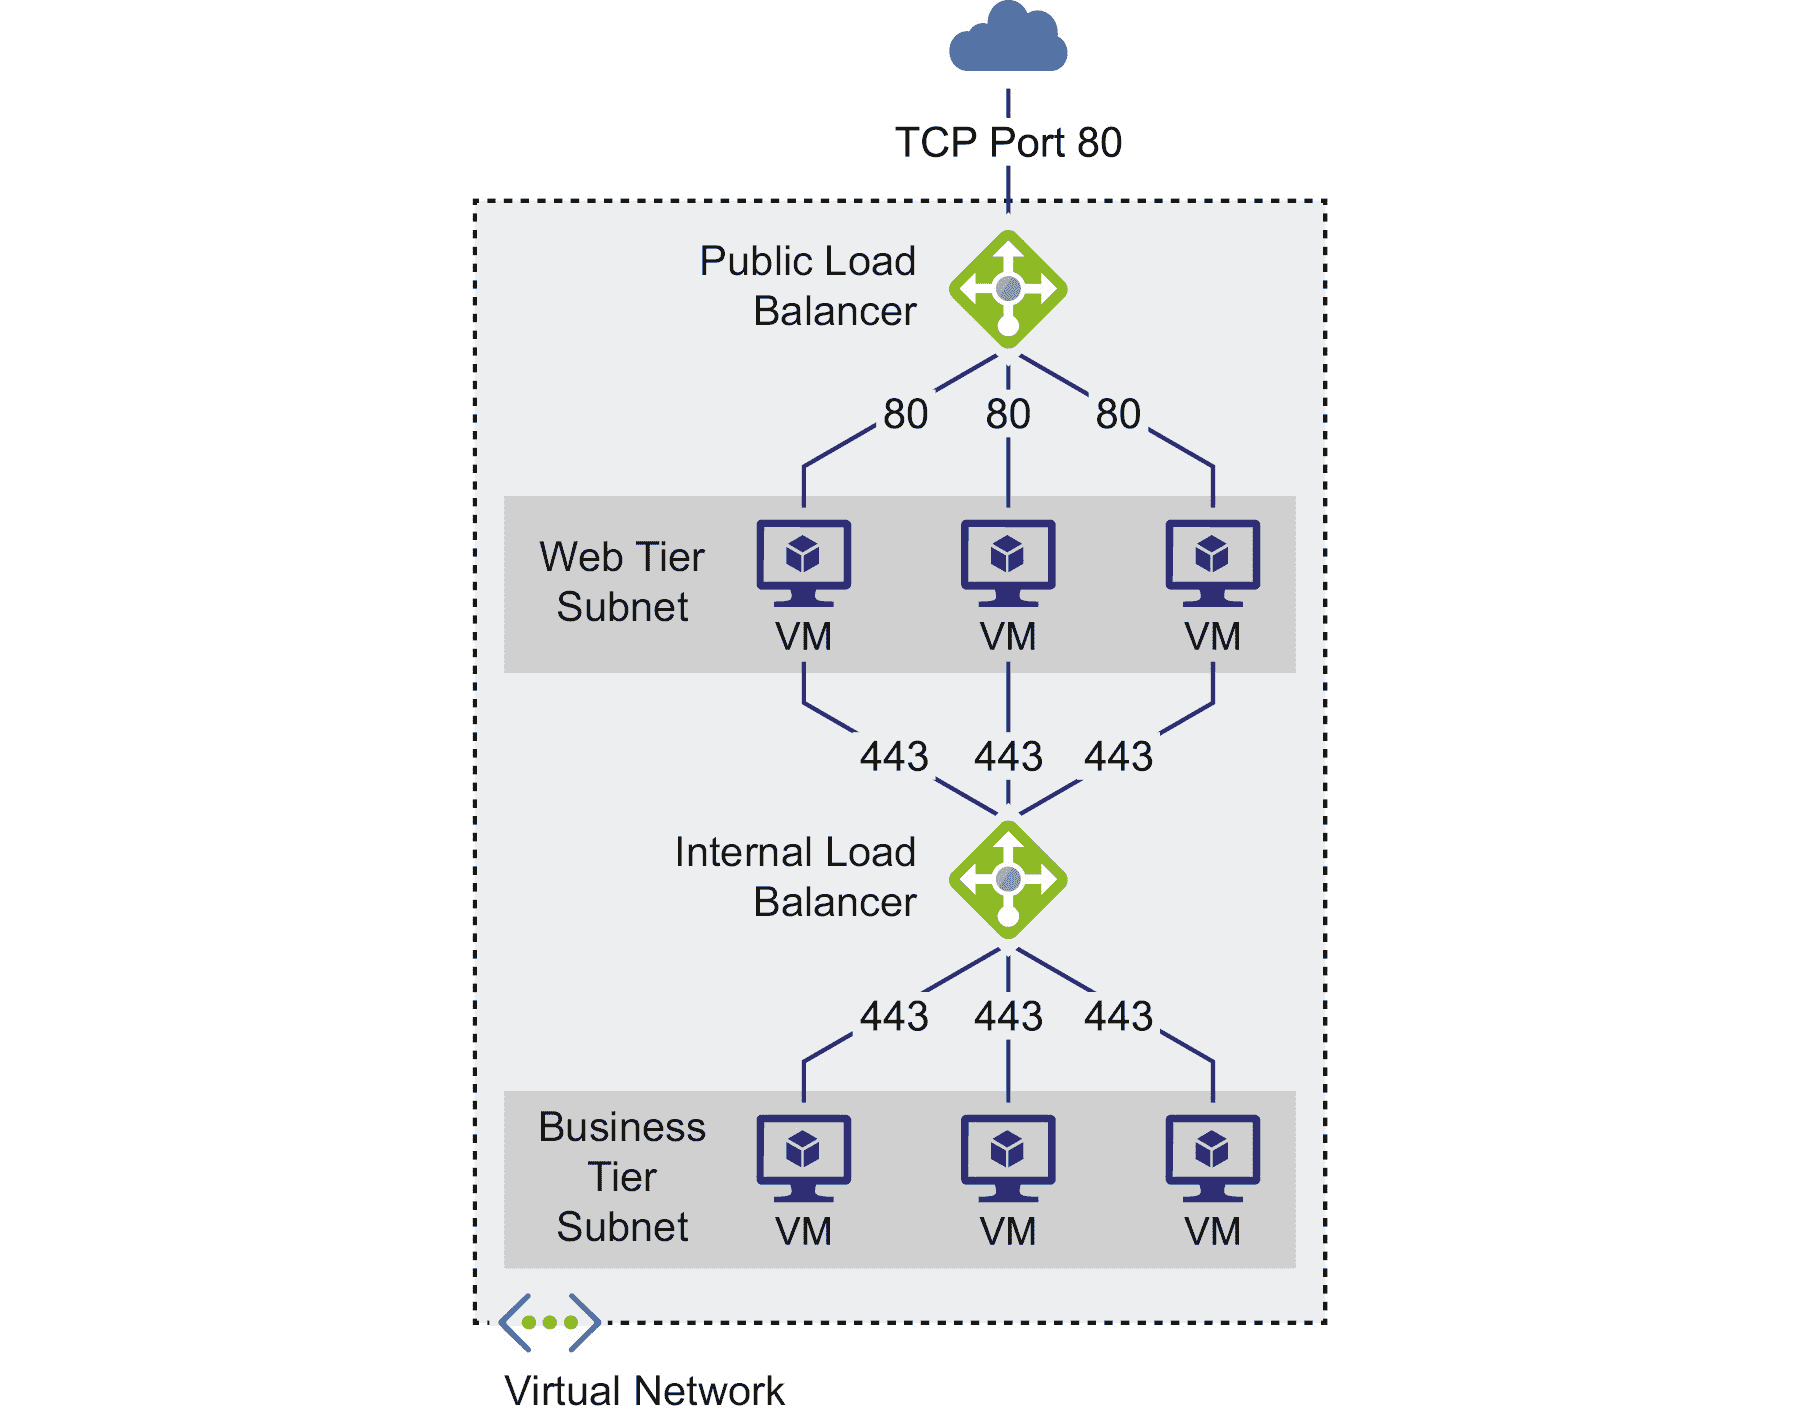 TCP Port 80
Public Load
Balancer
80 80 80
Web Tier
Subnet
VM VM VM
443 443 443
Internal Load
Balancer
443 443 443
Business
Tier
Subnet
VM VM VM
Virtual Network